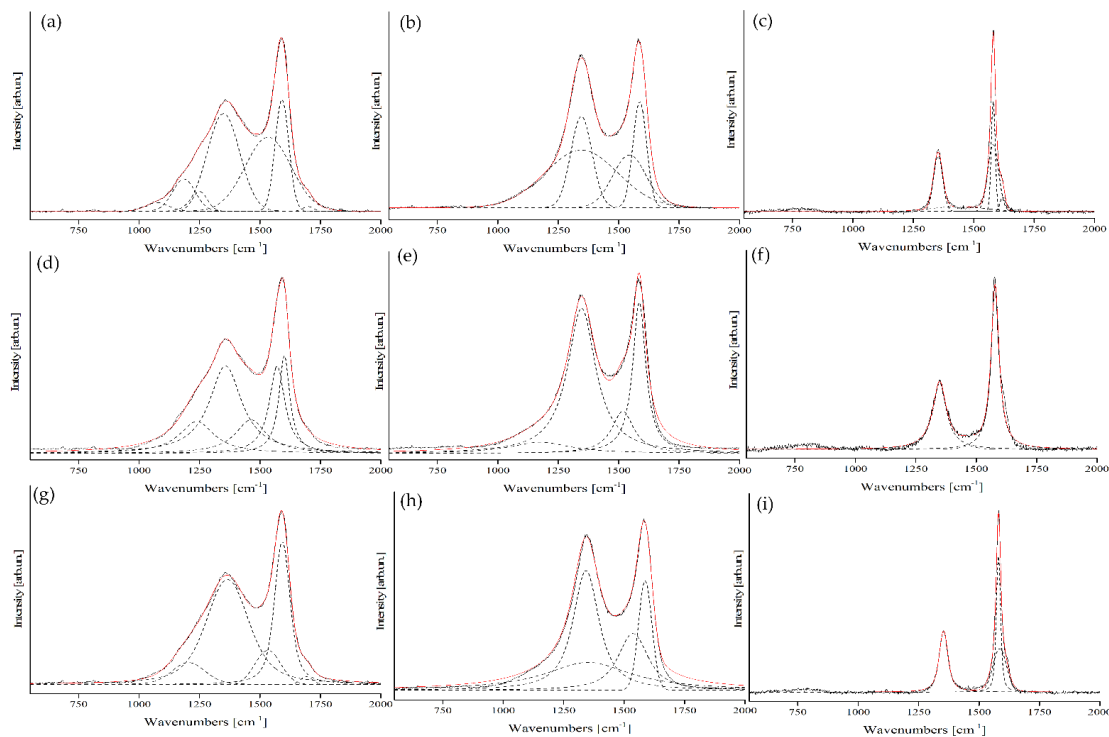 (a)
(b)
(c)
Intensity [arb.un.]
Intensity [arb.un.]
Intensity [arb.un.]
750 1000 1250 1500 1750 2000
750 1000 1250 1500 1750 2000
750 1000 1250 1500 1750 2000
Wavenumbers [cm-1]
Wavenumbers [cm-1]
Wavenumbers [cm-1]
(d)
(e)
(f)
Intensity [arb.un.]
Intensity [arb.un.]
Intensity [arb.un.]
750 1000 1250 1500 1750 2000
750 1000 1250 1500 1750 2000
750 1000 1250 1500 1750 2000
Wavenumbers [cm-1]
Wavenumbers [cm-1]
Wavenumbers [cm-1]
(g)
(h)
(i)
Intensity [arb.un.]
Intensity [arb.un.]
Intensity [arb.un.]
750 1000 1250 1500 1750 2000
750 1000 1250 1500 1750 2000
750 1000 1250 1500 1750 2000
Wavenumbers [cm-1]
Wavenumbers [cm-1]
Wavenumbers [cm-1]